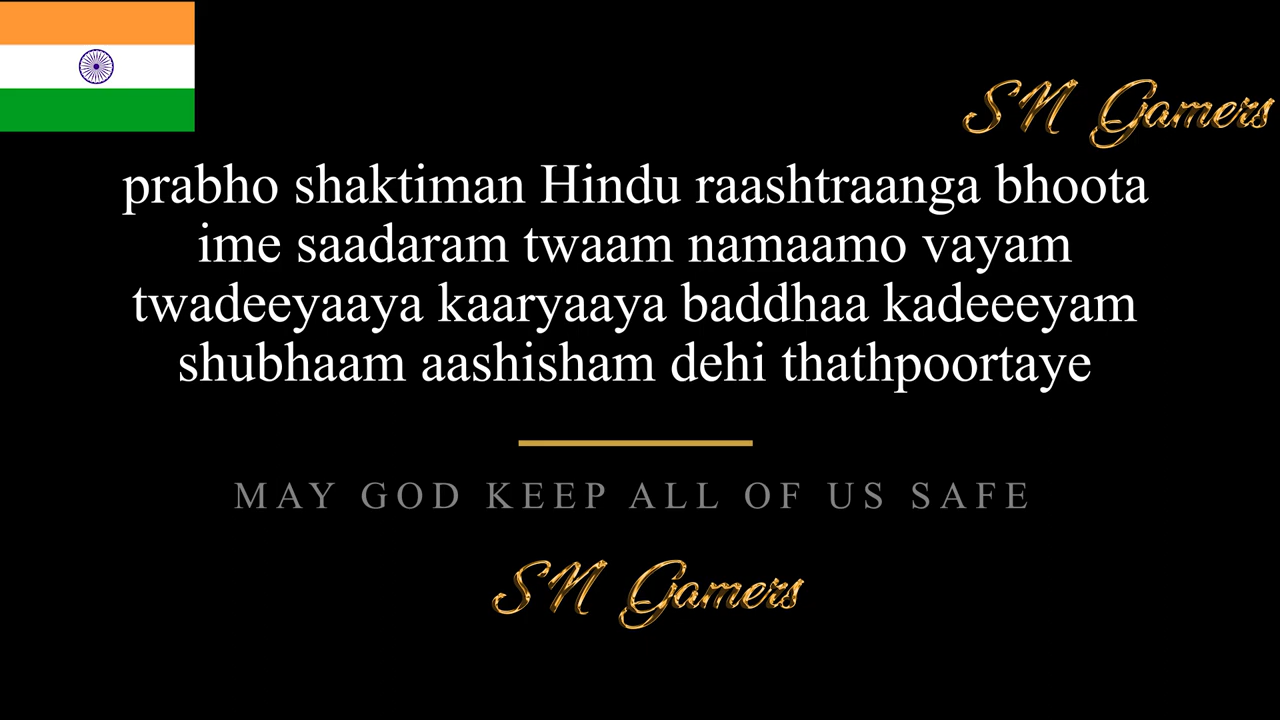 SN Gamers
prabho shaktiman Hindu raashtraanga bhoota
ime saadaram twaam namaamo vayam
twadeeyaaya kaaryaaya baddhaa kadeeeyam
shubhaam aashisham dehi thathpoortaye
MAY GOD KEEP ALL OF US SAFE
SN Gamers